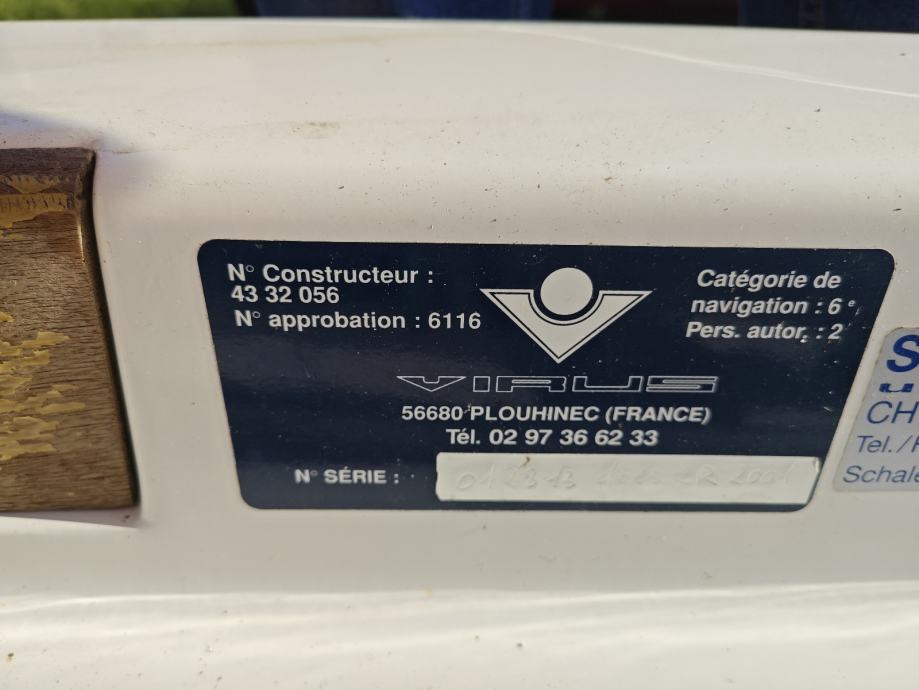 N° Constructeur :
43 32 056
N° approbation : 6116
Catégorie de
navigation : 6e
Pers. autor. : 2
VIRUS
56680 PLOUHINEC (FRANCE)
Tél. 02 97 36 62 33
N° SÉRIE :
S
CH
Tel./
Schale